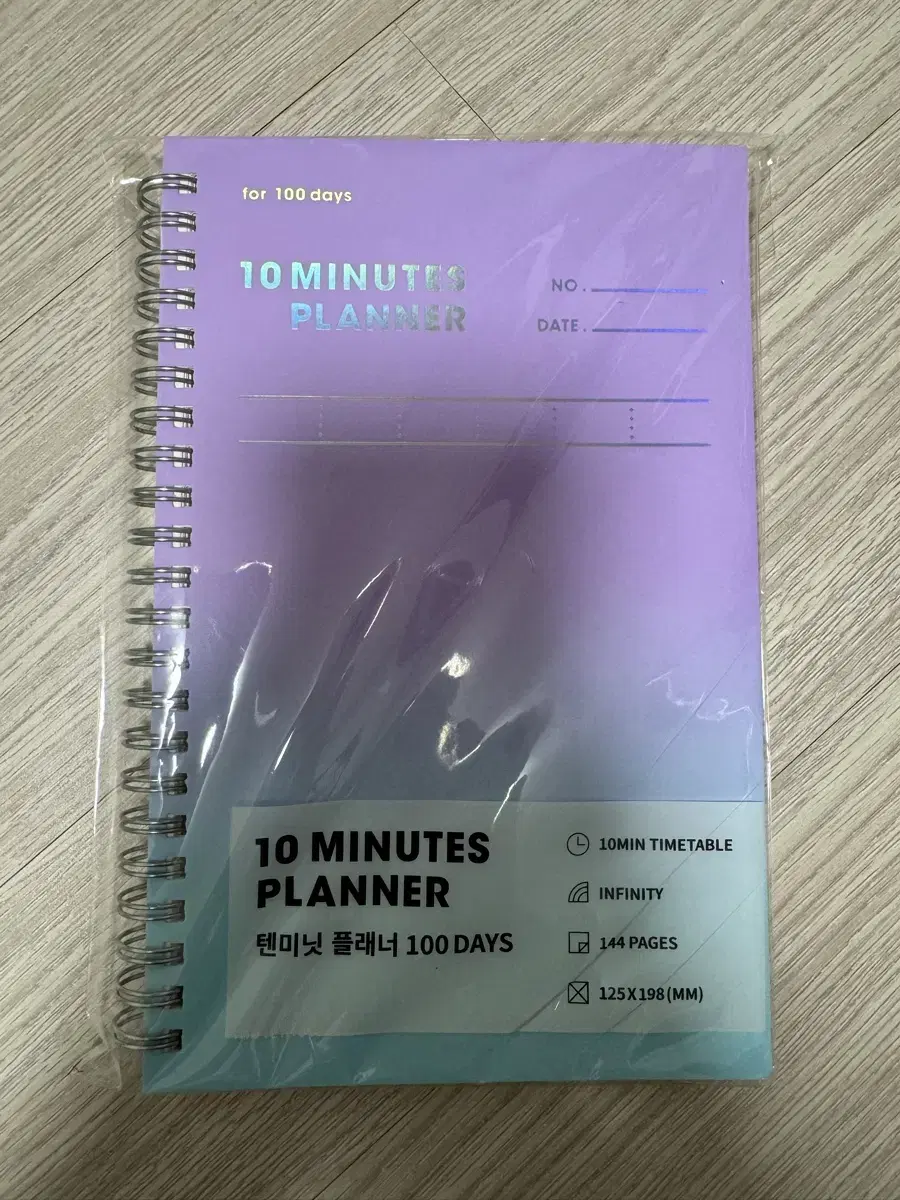 for 100 days
10 MINUTES
PLANNER
NO.
DATE.
10 MINUTES
PLANNER
텐미닛 플래너 100 DAYS
10MIN TIMETABLE
INFINITY
144 PAGES
125X198(MM)